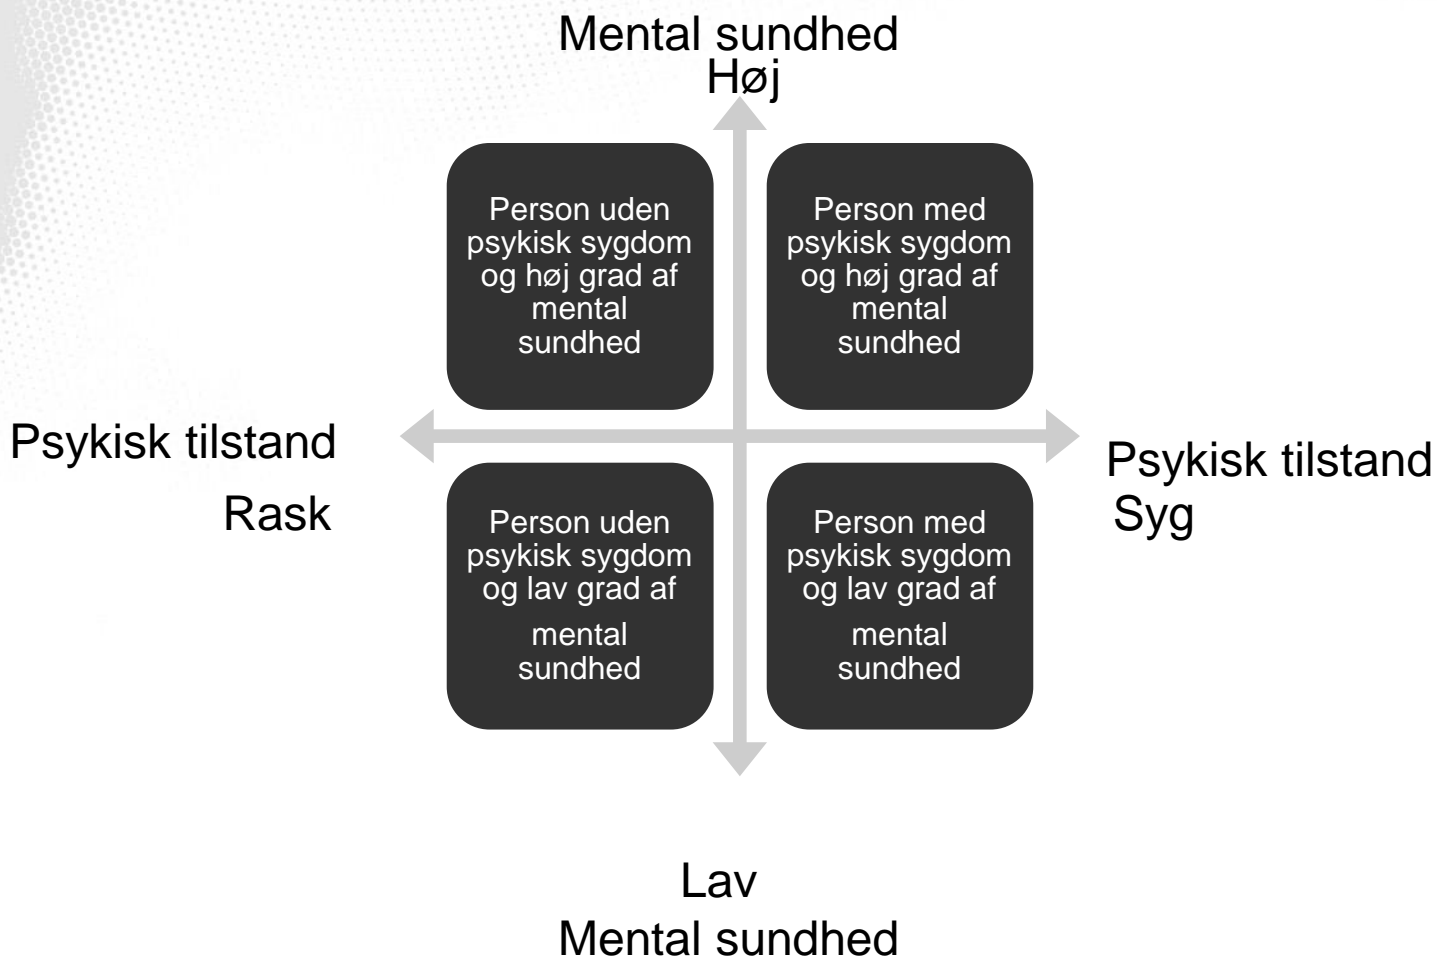 Mental sundhed
Høj
Person uden
psykisk sygdom
og høj grad af
mental
sundhed
Person med
psykisk sygdom
og høj grad af
mental
sundhed
Psykisk tilstand
Rask
Psykisk tilstand
Syg
Person uden
psykisk sygdom
og lav grad af
mental
sundhed
Person med
psykisk sygdom
og lav grad af
mental
sundhed
Lav
Mental sundhed